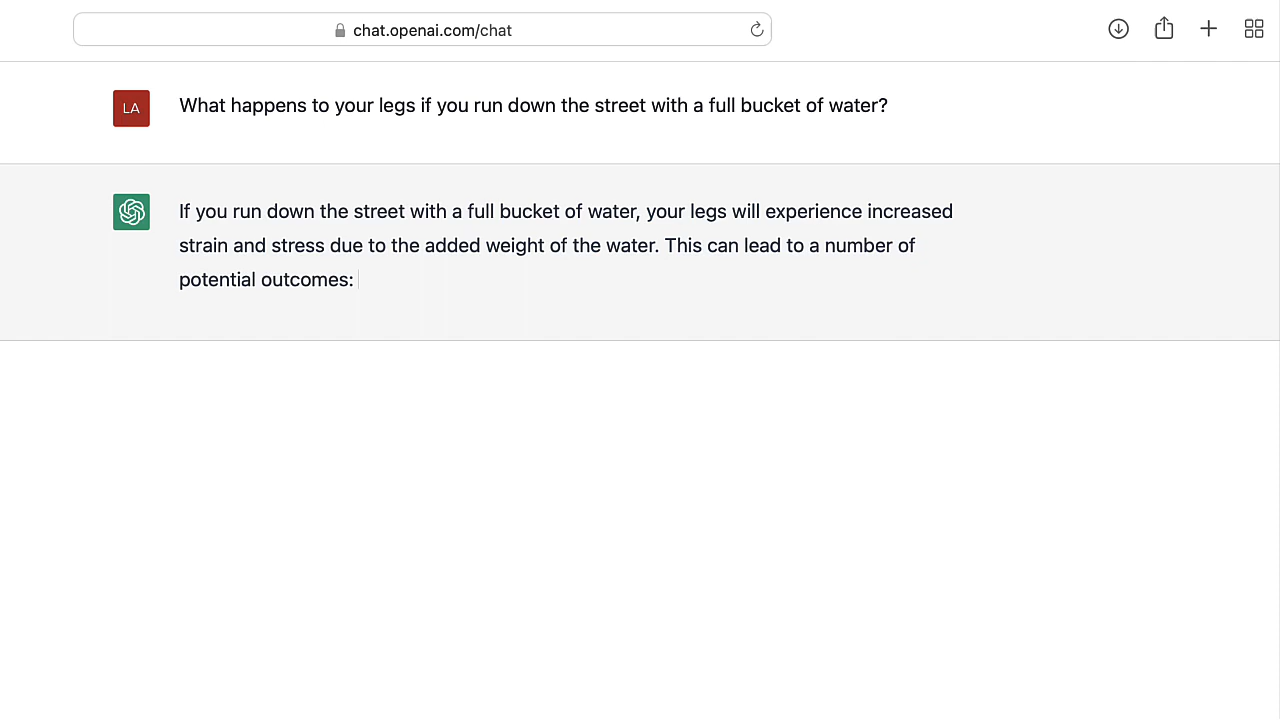 chat.openai.com/chat
LA
What happens to your legs if you run down the street with a full bucket of water?
If you run down the street with a full bucket of water, your legs will experience increased
strain and stress due to the added weight of the water. This can lead to a number of
potential outcomes: